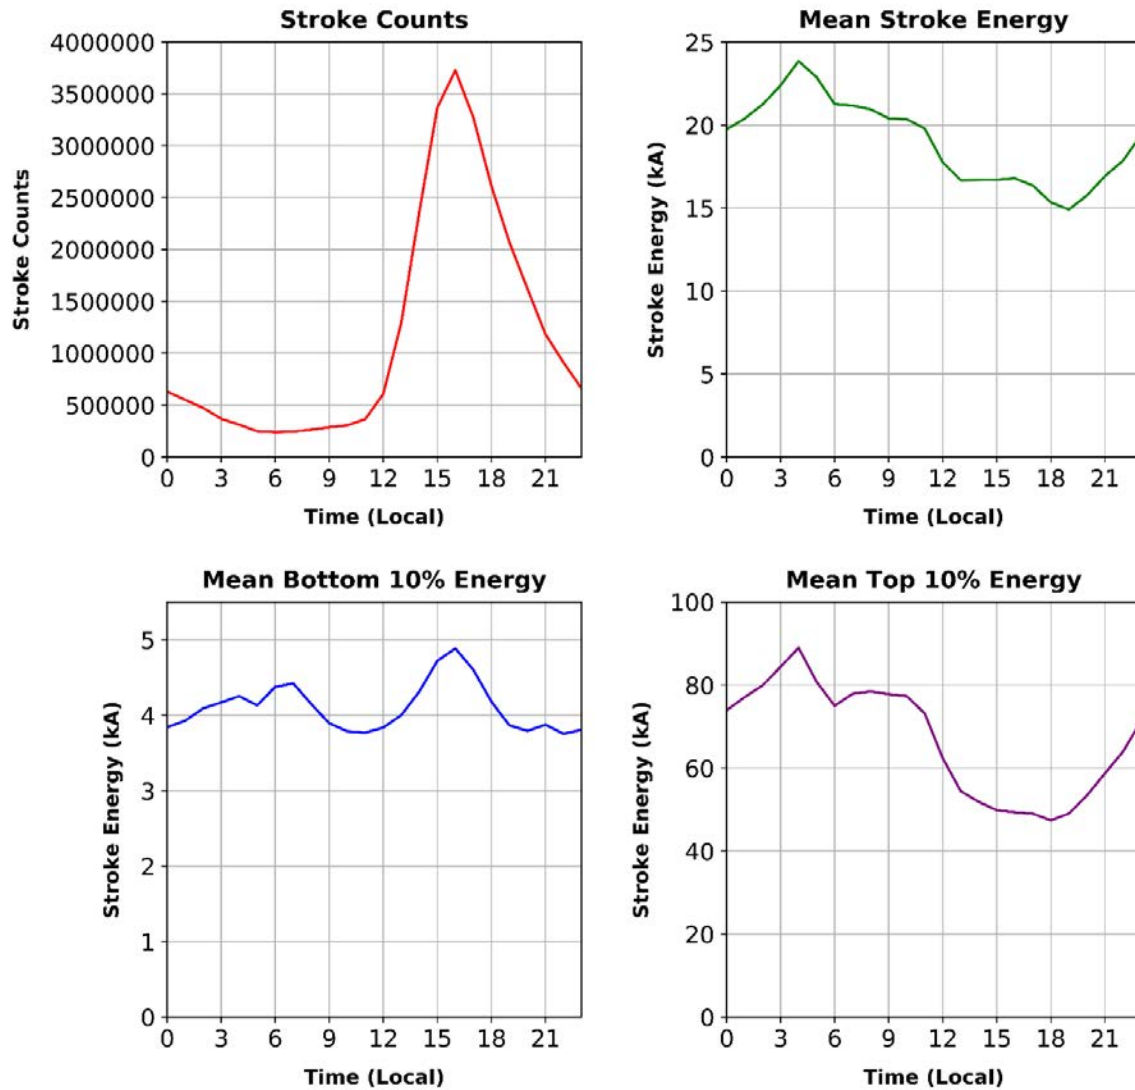 Stroke Counts
4000000
3500000
3000000
2500000
2000000
1500000
1000000
500000
0
Stroke Counts
0 3 6 9 12 15 18 21
Time (Local)
Mean Stroke Energy
25
20
15
10
5
0
Stroke Energy (kA)
0 3 6 9 12 15 18 21
Time (Local)
Mean Bottom 10% Energy
5
4
3
2
1
0
Stroke Energy (kA)
0 3 6 9 12 15 18 21
Time (Local)
Mean Top 10% Energy
100
80
60
40
20
0
Stroke Energy (kA)
0 3 6 9 12 15 18 21
Time (Local)